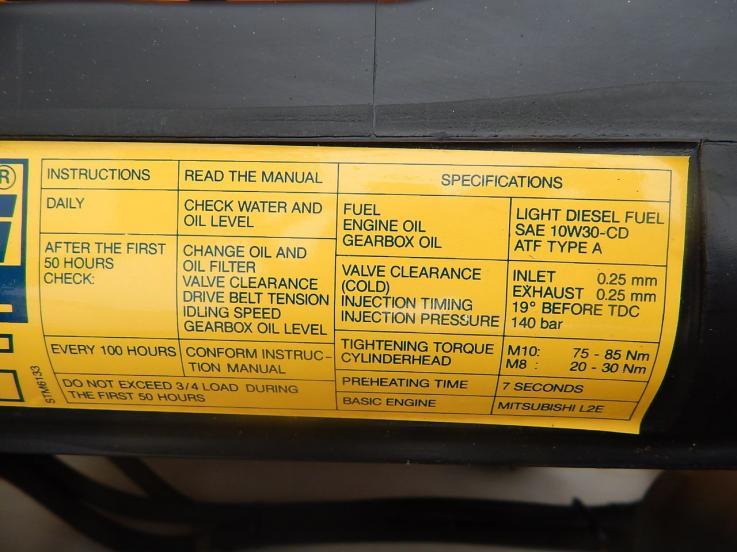 R
INSTRUCTIONS READ THE MANUAL
DAILY CHECK WATER AND
OIL LEVEL
AFTER THE FIRST
50 HOURS
CHECK:
CHANGE OIL AND
OIL FILTER
VALVE CLEARANCE
DRIVE BELT TENSION
IDLING SPEED
GEARBOX OIL LEVEL
EVERY 100 HOURS CONFORM INSTRUC-
TION MANUAL
DO NOT EXCEED 3/4 LOAD DURING
THE FIRST 50 HOURS
STM6133
SPECIFICATIONS
FUEL LIGHT DIESEL FUEL
ENGINE OIL SAE 10W30-CD
GEARBOX OIL ATF TYPE A
VALVE CLEARANCE INLET 0.25 mm
(COLD) EXHAUST 0.25 mm
INJECTION TIMING 19° BEFORE TDC
INJECTION PRESSURE 140 bar
TIGHTENING TORQUE M10: 75 - 85 Nm
CYLINDERHEAD M8 : 20 - 30 Nm
PREHEATING TIME 7 SECONDS
BASIC ENGINE MITSUBISHI L2E